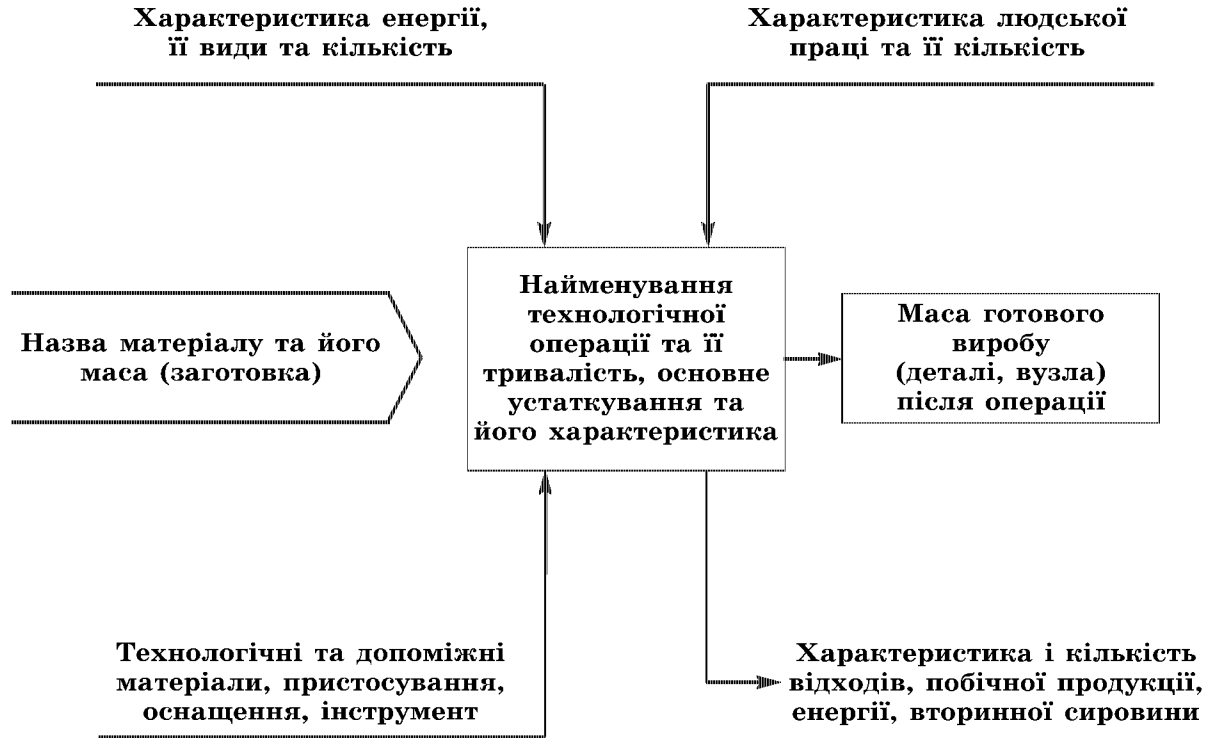 Характеристика енергії,
її види та кількість
Характеристика людської
праці та її кількість
Назва матеріалу та його
маса (заготовка)
Найменування
технологічної
операції та її
тривалість, основне
устаткування та
його характеристика
Маса готового
виробу
(деталі, вузла)
після операції
Технологічні та допоміжні
матеріали, пристосування,
оснащення, інструмент
Характеристика і кількість
відходів, побічної продукції,
енергії, вторинної сировини